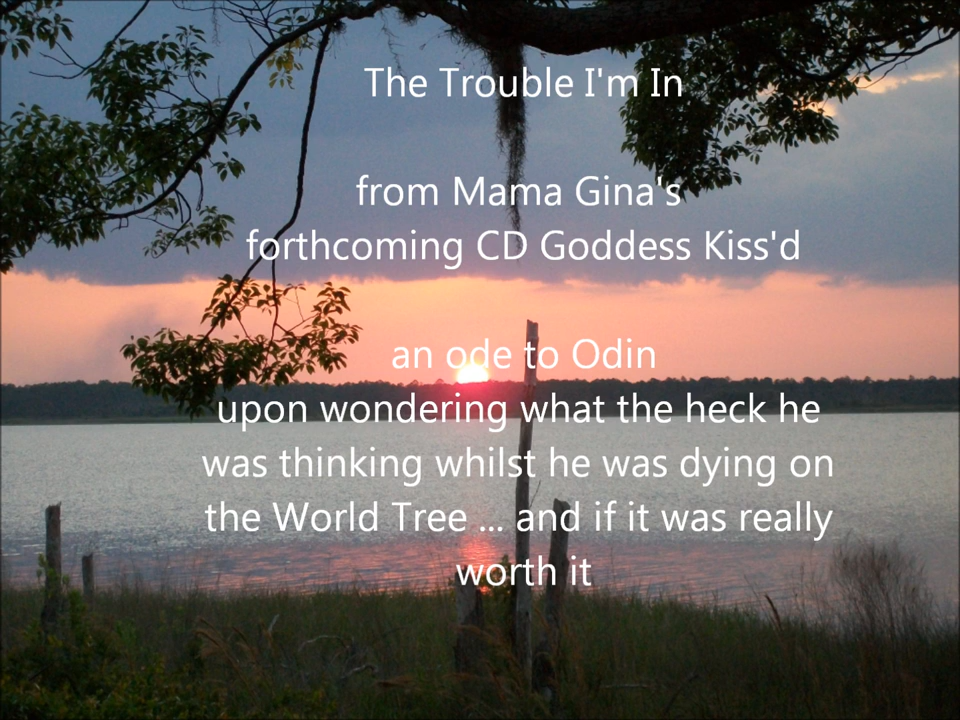 The Trouble I'm In
from Mama Gina's
forthcoming CD Goddess Kiss'd
an ode to Odin
upon wondering what the heck he
was thinking whilst he was dying on
the World Tree ... and if it was really
worth it